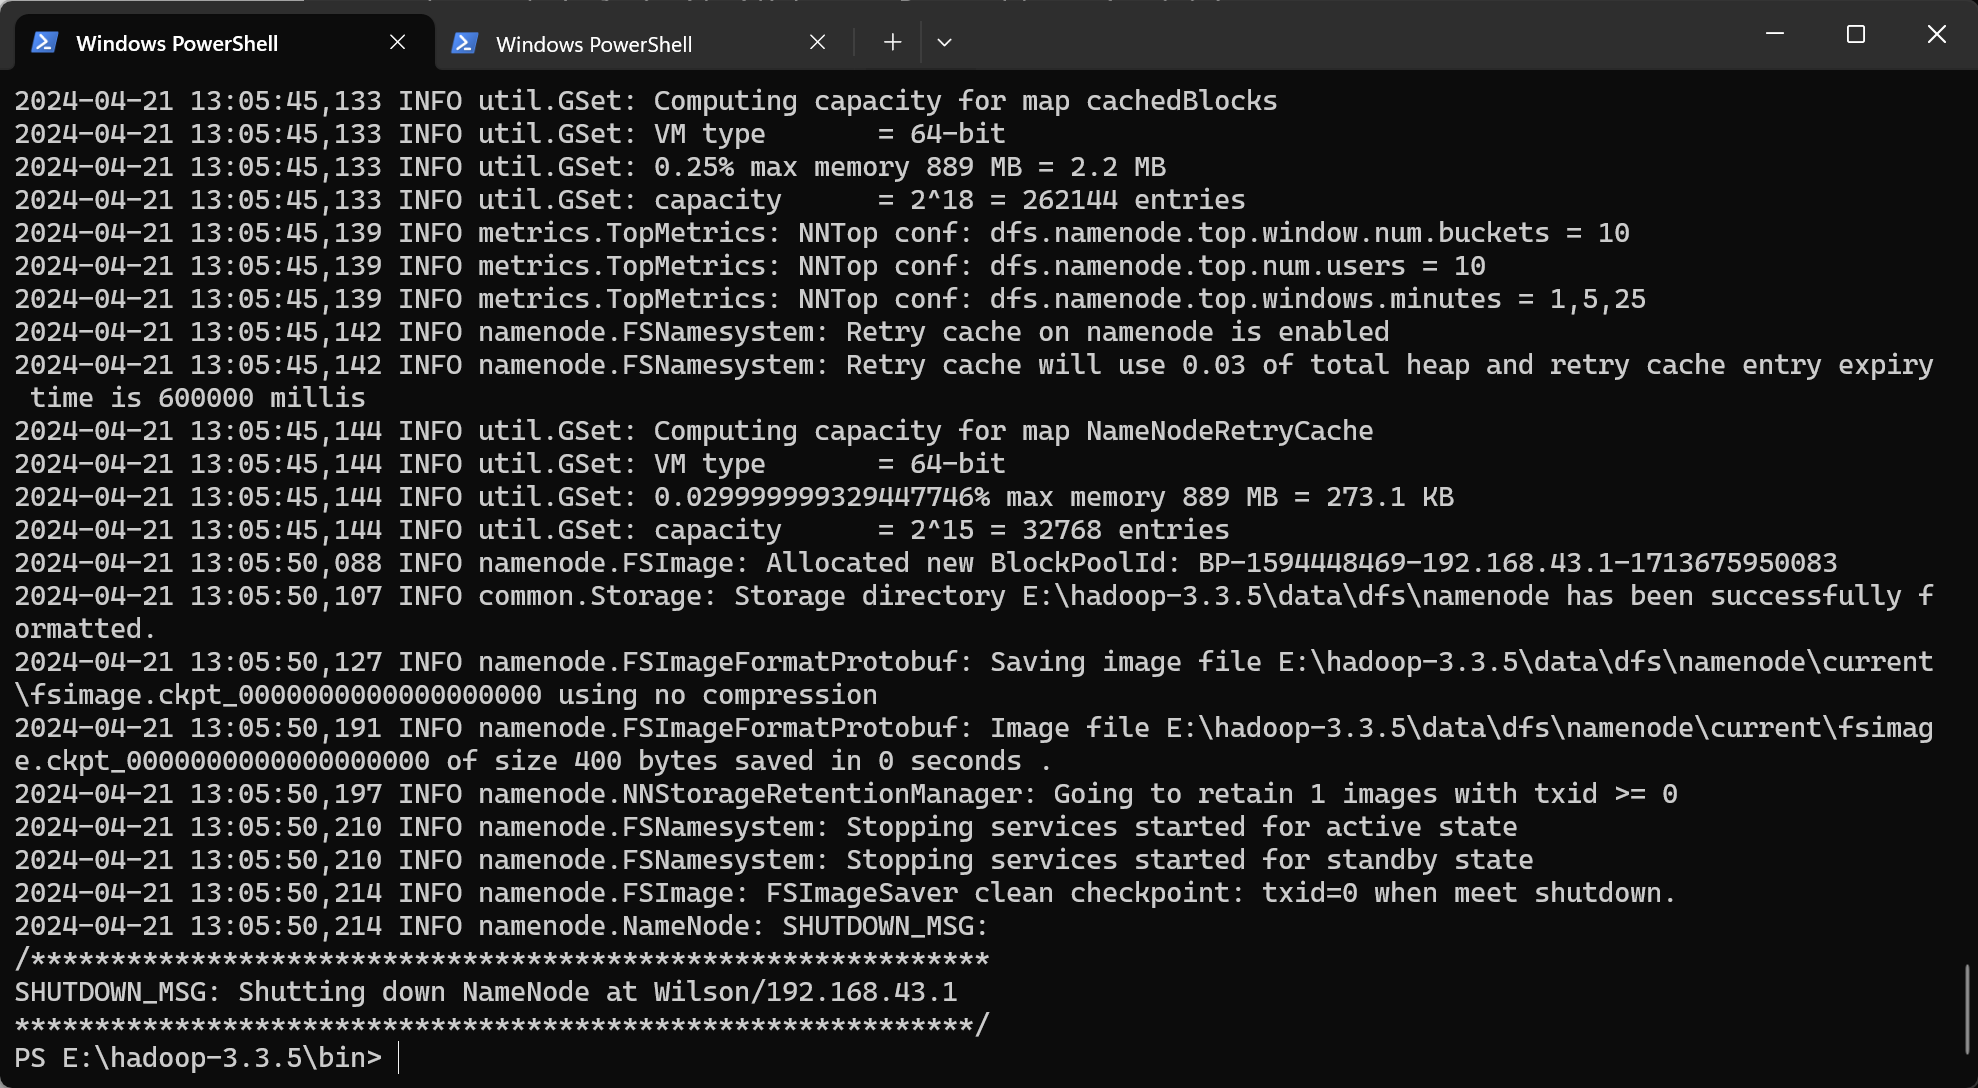 Windows PowerShell
Windows PowerShell
2024-04-21 13:05:45,133 INFO util.GSet: Computing capacity for map cachedBlocks
2024-04-21 13:05:45,133 INFO util.GSet: VM type       = 64-bit
2024-04-21 13:05:45,133 INFO util.GSet: 0.25% max memory 889 MB = 2.2 MB
2024-04-21 13:05:45,133 INFO util.GSet: capacity      = 2^18 = 262144 entries
2024-04-21 13:05:45,139 INFO metrics.TopMetrics: NNTop conf: dfs.namenode.top.window.num.buckets = 10
2024-04-21 13:05:45,139 INFO metrics.TopMetrics: NNTop conf: dfs.namenode.top.num.users = 10
2024-04-21 13:05:45,139 INFO metrics.TopMetrics: NNTop conf: dfs.namenode.top.windows.minutes = 1,5,25
2024-04-21 13:05:45,142 INFO namenode.FSNamesystem: Retry cache on namenode is enabled
2024-04-21 13:05:45,142 INFO namenode.FSNamesystem: Retry cache will use 0.03 of total heap and retry cache entry expiry
 time is 600000 millis
2024-04-21 13:05:45,144 INFO util.GSet: Computing capacity for map NameNodeRetryCache
2024-04-21 13:05:45,144 INFO util.GSet: VM type       = 64-bit
2024-04-21 13:05:45,144 INFO util.GSet: 0.029999999329447746% max memory 889 MB = 273.1 KB
2024-04-21 13:05:45,144 INFO util.GSet: capacity      = 2^15 = 32768 entries
2024-04-21 13:05:50,088 INFO namenode.FSImage: Allocated new BlockPoolId: BP-1594448469-192.168.43.1-1713675950083
2024-04-21 13:05:50,107 INFO common.Storage: Storage directory E:\hadoop-3.3.5\data\dfs\namenode has been successfully f
ormatted.
2024-04-21 13:05:50,127 INFO namenode.FSImageFormatProtobuf: Saving image file E:\hadoop-3.3.5\data\dfs\namenode\current
\fsimage.ckpt_0000000000000000000 using no compression
2024-04-21 13:05:50,191 INFO namenode.FSImageFormatProtobuf: Image file E:\hadoop-3.3.5\data\dfs\namenode\current\fsimag
e.ckpt_0000000000000000000 of size 400 bytes saved in 0 seconds .
2024-04-21 13:05:50,197 INFO namenode.NNStorageRetentionManager: Going to retain 1 images with txid >= 0
2024-04-21 13:05:50,210 INFO namenode.FSNamesystem: Stopping services started for active state
2024-04-21 13:05:50,210 INFO namenode.FSNamesystem: Stopping services started for standby state
2024-04-21 13:05:50,214 INFO namenode.FSImage: FSImageSaver clean checkpoint: txid=0 when meet shutdown.
2024-04-21 13:05:50,214 INFO namenode.NameNode: SHUTDOWN_MSG:
/************************************************************
SHUTDOWN_MSG: Shutting down NameNode at Wilson/192.168.43.1
************************************************************/
PS E:\hadoop-3.3.5\bin>